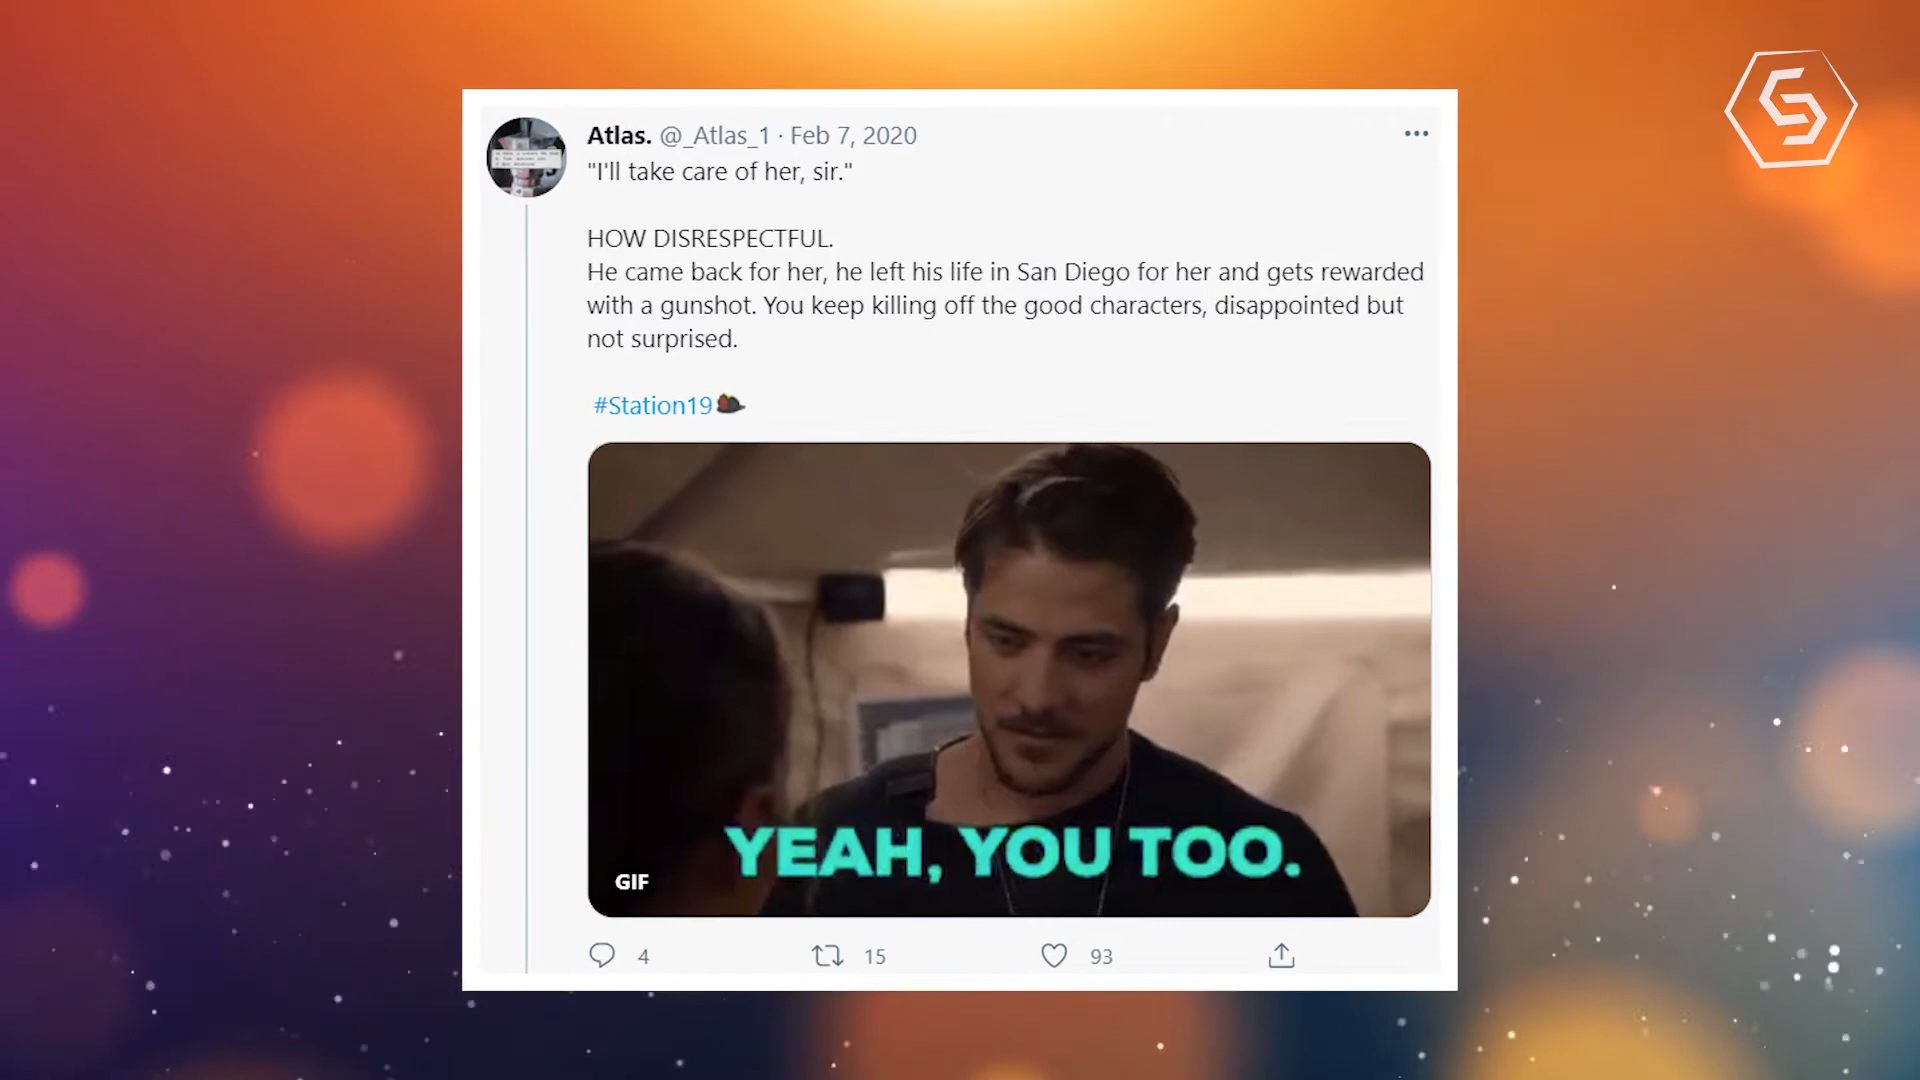 Atlas. @_Atlas_1 · Feb 7, 2020
"I'll take care of her, sir."
HOW DISRESPECTFUL.
He came back for her, he left his life in San Diego for her and gets rewarded
with a gunshot. You keep killing off the good characters, disappointed but
not surprised.
#Station19
YEAH, YOU TOO.
GIF
4 15 93